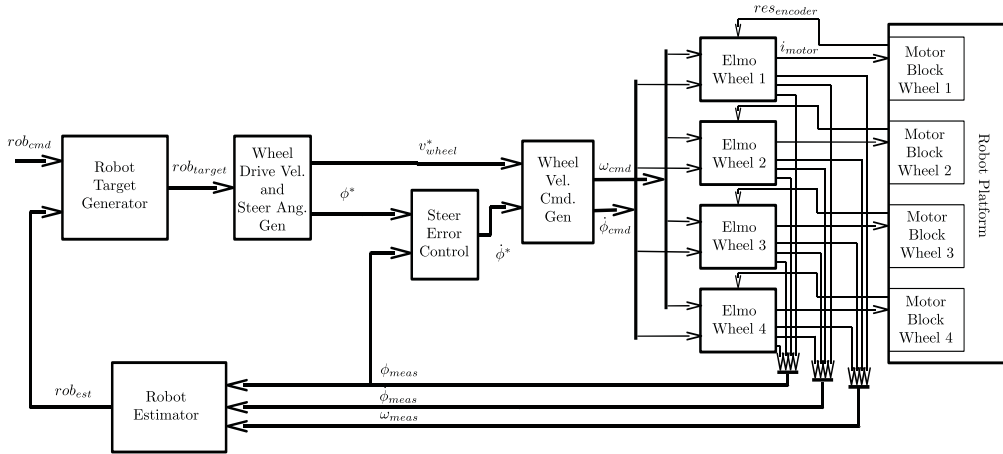 res_encoder
i_motor
Elmo
Wheel 1
Motor
Block
Wheel 1
rob_cmd
Robot
Target
Generator
rob_target
Wheel
Drive Vel.
and
Steer Ang.
Gen
v*_wheel
ϕ*
Steer
Error
Control
ϕ̇*
Wheel
Vel.
Cmd.
Gen
ω_cmd
ϕ̇_cmd
Elmo
Wheel 2
Motor
Block
Wheel 2
Robot Platform
Elmo
Wheel 3
Motor
Block
Wheel 3
Elmo
Wheel 4
Motor
Block
Wheel 4
rob_est
Robot
Estimator
ϕ_meas
ϕ̇_meas
ω_meas